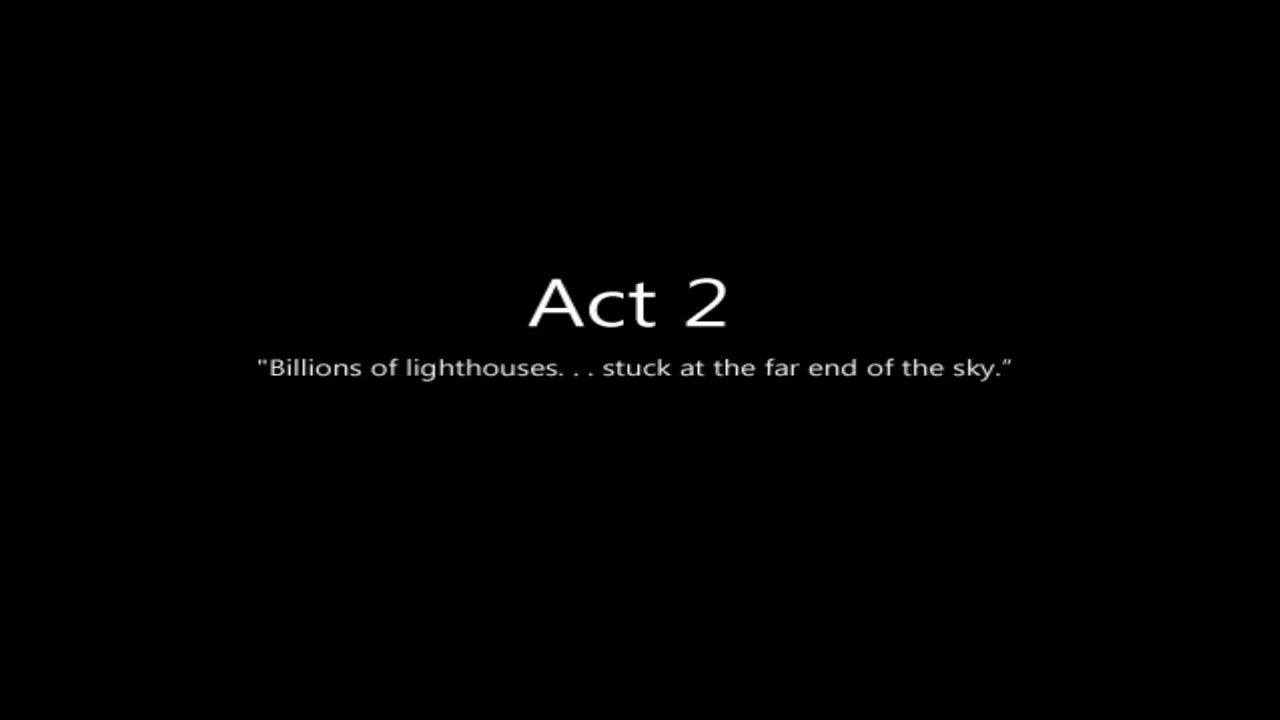 Act 2
"Billions of lighthouses. . . stuck at the far end of the sky.”